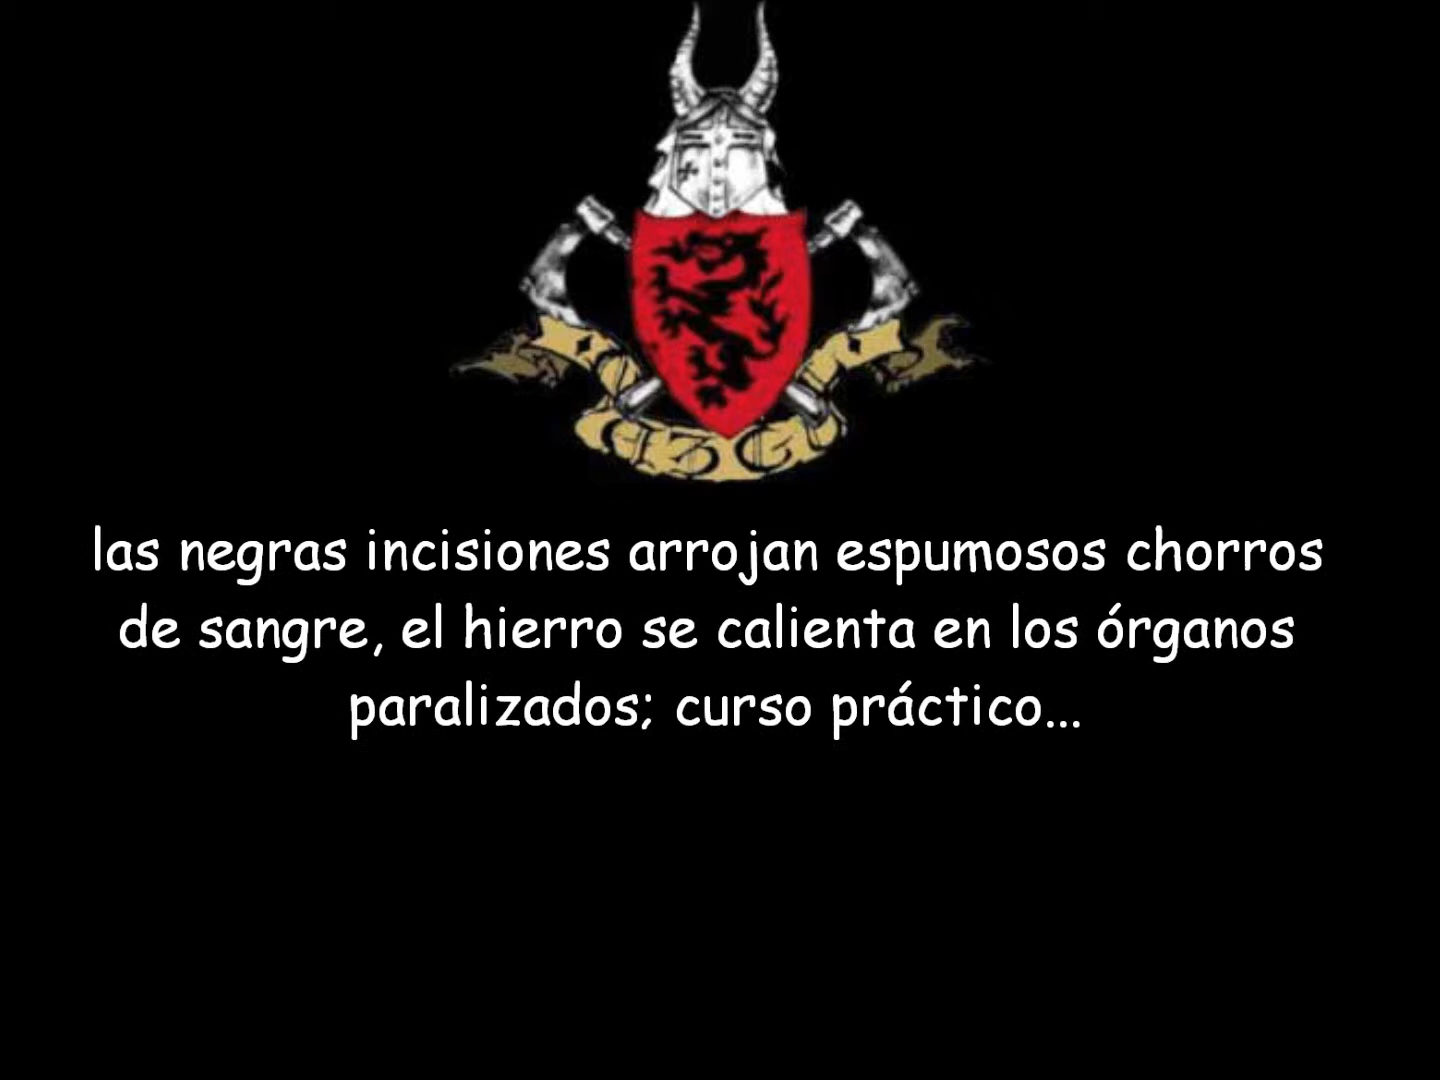 las negras incisiones arrojan espumosos chorros
de sangre, el hierro se calienta en los órganos
paralizados; curso práctico...